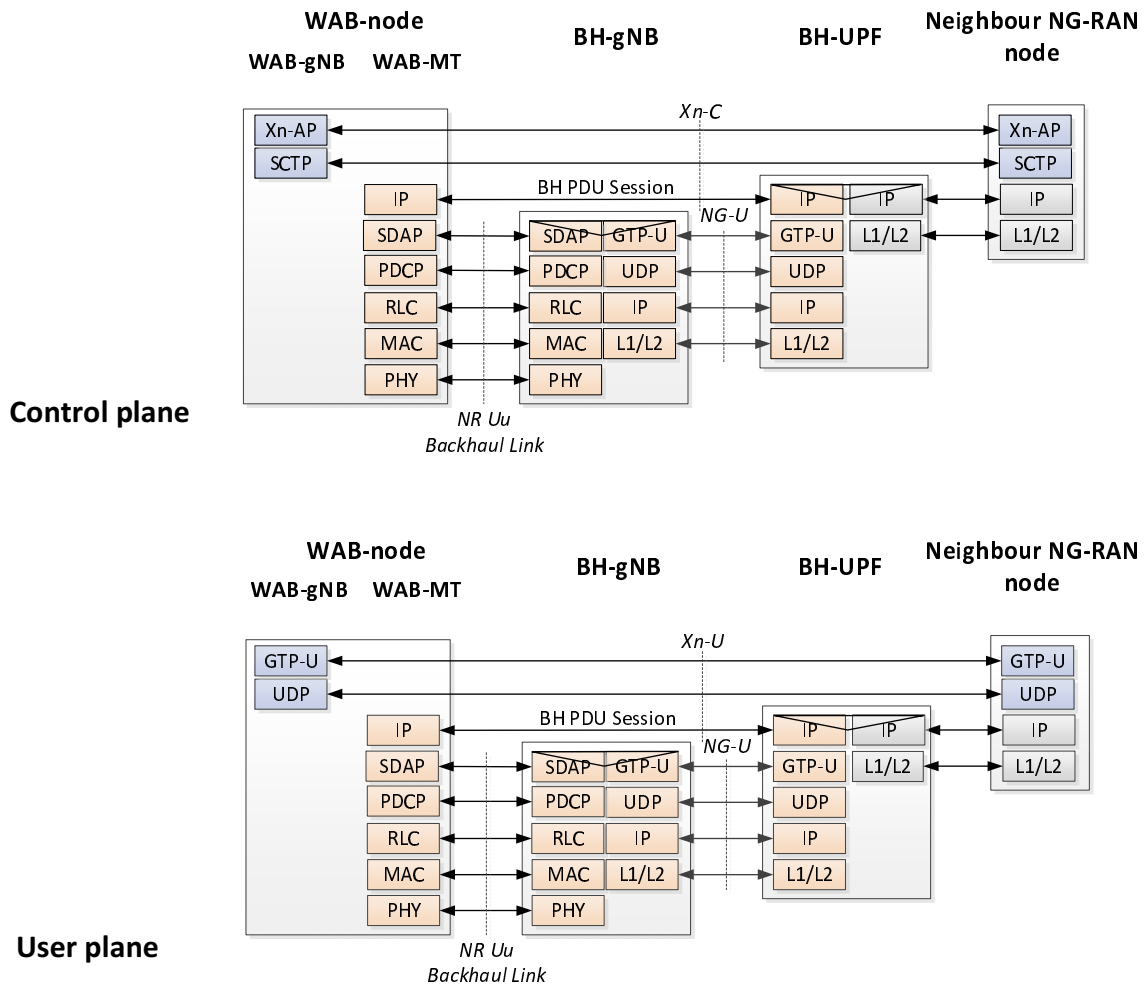 WAB-node BH-gNB BH-UPF Neighbour NG-RAN node
WAB-gNB WAB-MT
Xn-C
Xn-AP Xn-AP
SCTP SCTP
BH PDU Session
IP IP IP IP
NG-U
SDAP SDAP GTP-U GTP-U L1/L2 L1/L2
PDCP PDCP UDP UDP
RLC RLC IP IP
MAC MAC L1/L2 L1/L2
PHY PHY
Control plane
NR Uu
Backhaul Link
WAB-node BH-gNB BH-UPF Neighbour NG-RAN node
WAB-gNB WAB-MT
Xn-U
GTP-U GTP-U
UDP UDP
BH PDU Session
IP IP IP IP
NG-U
SDAP SDAP GTP-U GTP-U L1/L2 L1/L2
PDCP PDCP UDP UDP
RLC RLC IP IP
MAC MAC L1/L2 L1/L2
PHY PHY
User plane
NR Uu
Backhaul Link